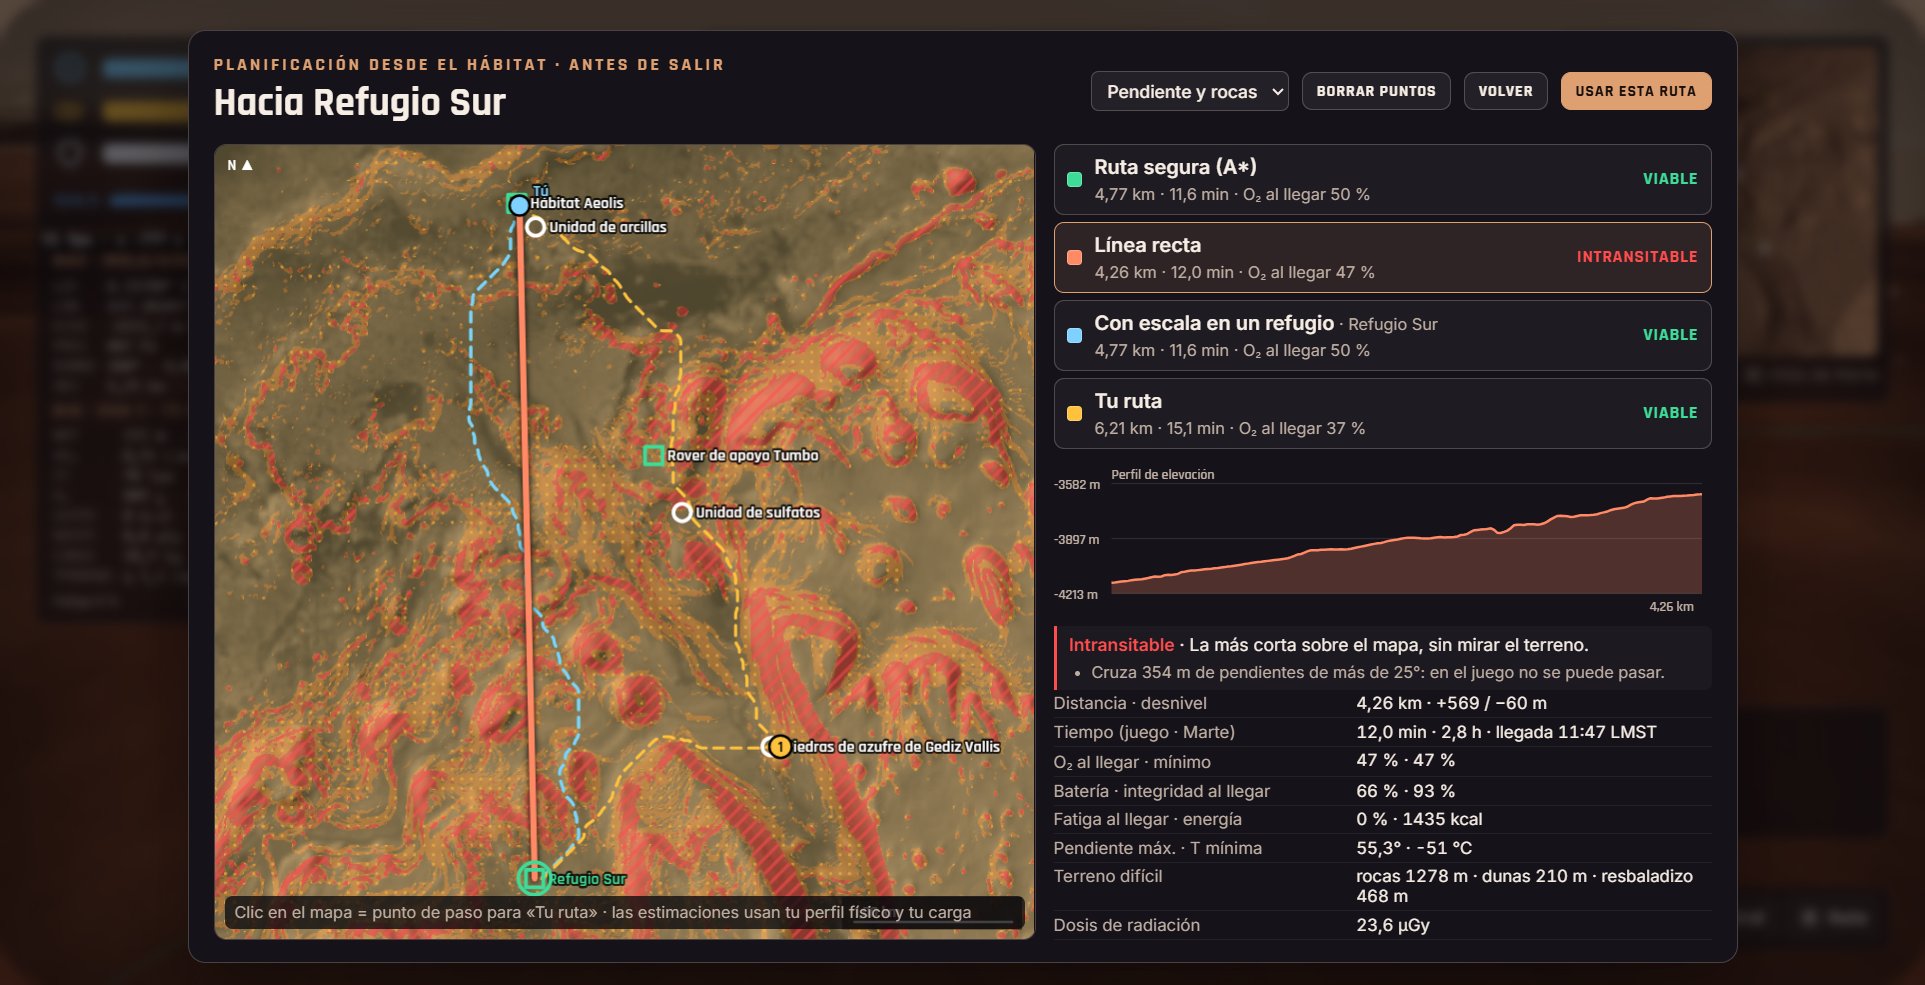 PLANIFICACIÓN DESDE EL HÁBITAT · ANTES DE SALIR
Hacia Refugio Sur
Pendiente y rocas
BORRAR PUNTOS
VOLVER
USAR ESTA RUTA
N ▲
Tú
Hábitat Aeolis
Unidad de arcillas
Rover de apoyo Tumbo
Unidad de sulfatos
1
iedras de azufre de Gediz Vallis
Refugio Sur
Clic en el mapa = punto de paso para «Tu ruta» · las estimaciones usan tu perfil físico y tu carga
Ruta segura (A*)
4,77 km · 11,6 min · O₂ al llegar 50 %
VIABLE
Línea recta
4,26 km · 12,0 min · O₂ al llegar 47 %
INTRANSITABLE
Con escala en un refugio · Refugio Sur
4,77 km · 11,6 min · O₂ al llegar 50 %
VIABLE
Tu ruta
6,21 km · 15,1 min · O₂ al llegar 37 %
VIABLE
Perfil de elevación
-3582 m
-3897 m
-4213 m
4,26 km
Intransitable · La más corta sobre el mapa, sin mirar el terreno.
• Cruza 354 m de pendientes de más de 25°: en el juego no se puede pasar.
Distancia · desnivel 4,26 km · +569 / −60 m
Tiempo (juego · Marte) 12,0 min · 2,8 h · llegada 11:47 LMST
O₂ al llegar · mínimo 47 % · 47 %
Batería · integridad al llegar 66 % · 93 %
Fatiga al llegar · energía 0 % · 1435 kcal
Pendiente máx. · T mínima 55,3° · -51 °C
Terreno difícil rocas 1278 m · dunas 210 m · resbaladizo
468 m
Dosis de radiación 23,6 µGy